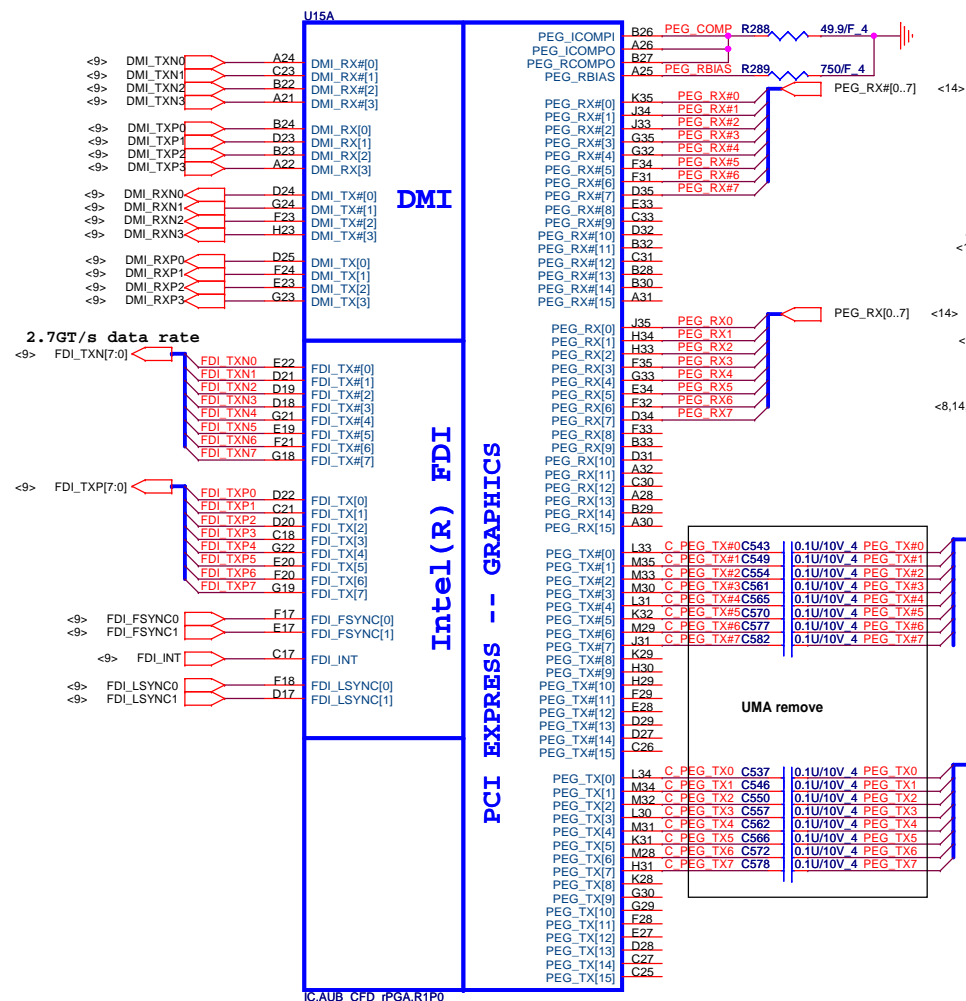 U15A
<9> DMI_TXN0 A24 DMI_RX#[0]
<9> DMI_TXN1 C23 DMI_RX#[1]
<9> DMI_TXN2 B22 DMI_RX#[2]
<9> DMI_TXN3 A21 DMI_RX#[3]
<9> DMI_TXP0 B24 DMI_RX[0]
<9> DMI_TXP1 D23 DMI_RX[1]
<9> DMI_TXP2 B23 DMI_RX[2]
<9> DMI_TXP3 A22 DMI_RX[3]
<9> DMI_RXN0 D24 DMI_TX#[0]
<9> DMI_RXN1 G24 DMI_TX#[1]
<9> DMI_RXN2 F23 DMI_TX#[2]
<9> DMI_RXN3 H23 DMI_TX#[3]
<9> DMI_RXP0 D25 DMI_TX[0]
<9> DMI_RXP1 F24 DMI_TX[1]
<9> DMI_RXP2 E23 DMI_TX[2]
<9> DMI_RXP3 G23 DMI_TX[3]
DMI
2.7GT/s data rate
<9> FDI_TXN[7:0]
FDI_TXN0 E22 FDI_TX#[0]
FDI_TXN1 D21 FDI_TX#[1]
FDI_TXN2 D19 FDI_TX#[2]
FDI_TXN3 D18 FDI_TX#[3]
FDI_TXN4 G21 FDI_TX#[4]
FDI_TXN5 E19 FDI_TX#[5]
FDI_TXN6 F21 FDI_TX#[6]
FDI_TXN7 G18 FDI_TX#[7]
<9> FDI_TXP[7:0]
FDI_TXP0 D22 FDI_TX[0]
FDI_TXP1 C21 FDI_TX[1]
FDI_TXP2 D20 FDI_TX[2]
FDI_TXP3 C18 FDI_TX[3]
FDI_TXP4 G22 FDI_TX[4]
FDI_TXP5 E20 FDI_TX[5]
FDI_TXP6 F20 FDI_TX[6]
FDI_TXP7 G19 FDI_TX[7]
<9> FDI_FSYNC0 F17 FDI_FSYNC[0]
<9> FDI_FSYNC1 E17 FDI_FSYNC[1]
<9> FDI_INT C17 FDI_INT
<9> FDI_LSYNC0 F18 FDI_LSYNC[0]
<9> FDI_LSYNC1 D17 FDI_LSYNC[1]
Intel(R) FDI
PCI EXPRESS -- GRAPHICS
PEG_ICOMPI B26 PEG_COMP R288 49.9/F_4
PEG_ICOMPO A26
PEG_RCOMPO B27
PEG_RBIAS A25 PEG_RBIAS R289 750/F_4
PEG_RX#[0..7] <14>
PEG_RX#[0] K35 PEG_RX#0
PEG_RX#[1] J34 PEG_RX#1
PEG_RX#[2] J33 PEG_RX#2
PEG_RX#[3] G35 PEG_RX#3
PEG_RX#[4] G32 PEG_RX#4
PEG_RX#[5] F34 PEG_RX#5
PEG_RX#[6] F31 PEG_RX#6
PEG_RX#[7] D35 PEG_RX#7
PEG_RX#[8] E33
PEG_RX#[9] C33
PEG_RX#[10] D32
PEG_RX#[11] B32
PEG_RX#[12] C31
PEG_RX#[13] B28
PEG_RX#[14] B30
PEG_RX#[15] A31
PEG_RX[0..7] <14>
PEG_RX[0] J35 PEG_RX0
PEG_RX[1] H34 PEG_RX1
PEG_RX[2] H33 PEG_RX2
PEG_RX[3] F35 PEG_RX3
PEG_RX[4] G33 PEG_RX4
PEG_RX[5] E34 PEG_RX5
PEG_RX[6] F32 PEG_RX6
PEG_RX[7] D34 PEG_RX7
PEG_RX[8] F33
PEG_RX[9] B33
PEG_RX[10] D31
PEG_RX[11] A32
PEG_RX[12] C30
PEG_RX[13] A28
PEG_RX[14] B29
PEG_RX[15] A30
<8,14
PEG_TX#[0] L33 C_PEG_TX#0 C543 0.1U/10V_4 PEG_TX#0
PEG_TX#[1] M35 C_PEG_TX#1 C549 0.1U/10V_4 PEG_TX#1
PEG_TX#[2] M33 C_PEG_TX#2 C554 0.1U/10V_4 PEG_TX#2
PEG_TX#[3] M30 C_PEG_TX#3 C561 0.1U/10V_4 PEG_TX#3
PEG_TX#[4] L31 C_PEG_TX#4 C565 0.1U/10V_4 PEG_TX#4
PEG_TX#[5] K32 C_PEG_TX#5 C570 0.1U/10V_4 PEG_TX#5
PEG_TX#[6] M29 C_PEG_TX#6 C577 0.1U/10V_4 PEG_TX#6
PEG_TX#[7] J31 C_PEG_TX#7 C582 0.1U/10V_4 PEG_TX#7
PEG_TX#[8] K29
PEG_TX#[9] H30
PEG_TX#[10] H29
PEG_TX#[11] F29
PEG_TX#[12] E28
PEG_TX#[13] D29
PEG_TX#[14] D27
PEG_TX#[15] C26
UMA remove
PEG_TX[0] L34 C_PEG_TX0 C537 0.1U/10V_4 PEG_TX0
PEG_TX[1] M34 C_PEG_TX1 C546 0.1U/10V_4 PEG_TX1
PEG_TX[2] M32 C_PEG_TX2 C550 0.1U/10V_4 PEG_TX2
PEG_TX[3] L30 C_PEG_TX3 C557 0.1U/10V_4 PEG_TX3
PEG_TX[4] M31 C_PEG_TX4 C562 0.1U/10V_4 PEG_TX4
PEG_TX[5] K31 C_PEG_TX5 C566 0.1U/10V_4 PEG_TX5
PEG_TX[6] M28 C_PEG_TX6 C572 0.1U/10V_4 PEG_TX6
PEG_TX[7] H31 C_PEG_TX7 C578 0.1U/10V_4 PEG_TX7
PEG_TX[8] K28
PEG_TX[9] G30
PEG_TX[10] G29
PEG_TX[11] F28
PEG_TX[12] E27
PEG_TX[13] D28
PEG_TX[14] C27
PEG_TX[15] C25
IC,AUB_CFD_rPGA,R1P0